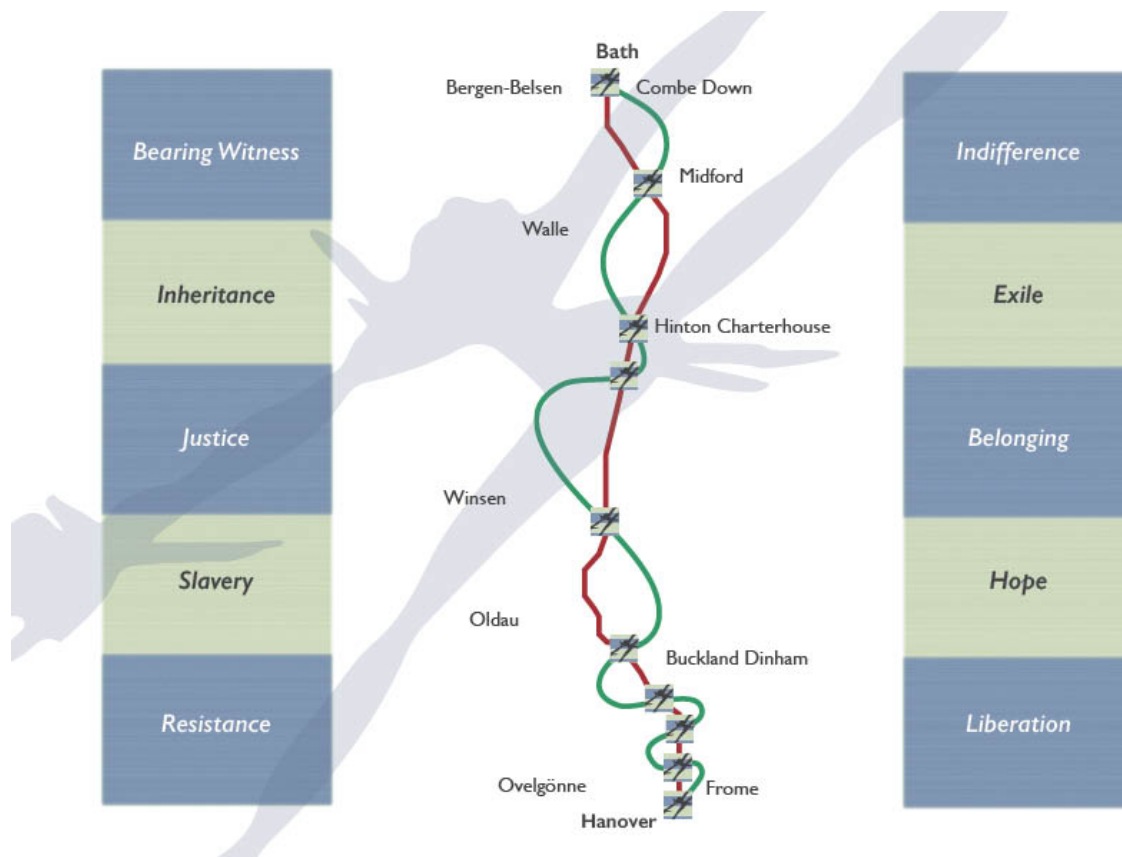 Bath
Bergen-Belsen
Combe Down
Bearing Witness
Indifference
Midford
Walle
Inheritance
Exile
Hinton Charterhouse
Justice
Belonging
Winsen
Slavery
Hope
Oldau
Buckland Dinham
Resistance
Liberation
Ovelgönne
Frome
Hanover